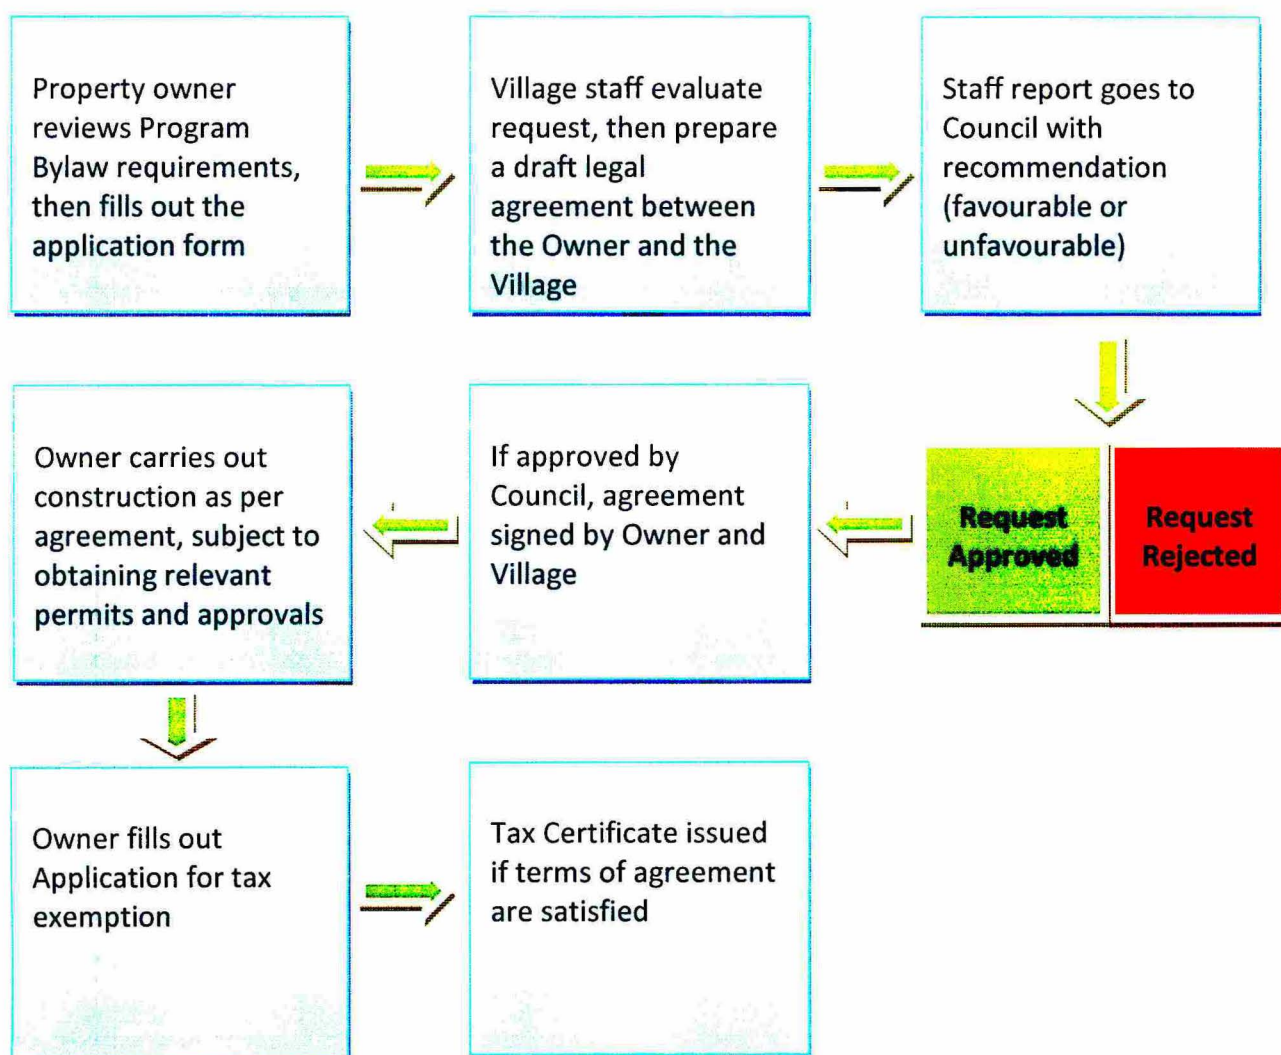 Property owner
reviews Program
Bylaw requirements,
then fills out the
application form
Village staff evaluate
request, then prepare
a draft legal
agreement between
the Owner and the
Village
Staff report goes to
Council with
recommendation
(favourable or
unfavourable)
Request
Approved
Request
Rejected
If approved by
Council, agreement
signed by Owner and
Village
Owner carries out
construction as per
agreement, subject to
obtaining relevant
permits and approvals
Owner fills out
Application for tax
exemption
Tax Certificate issued
if terms of agreement
are satisfied